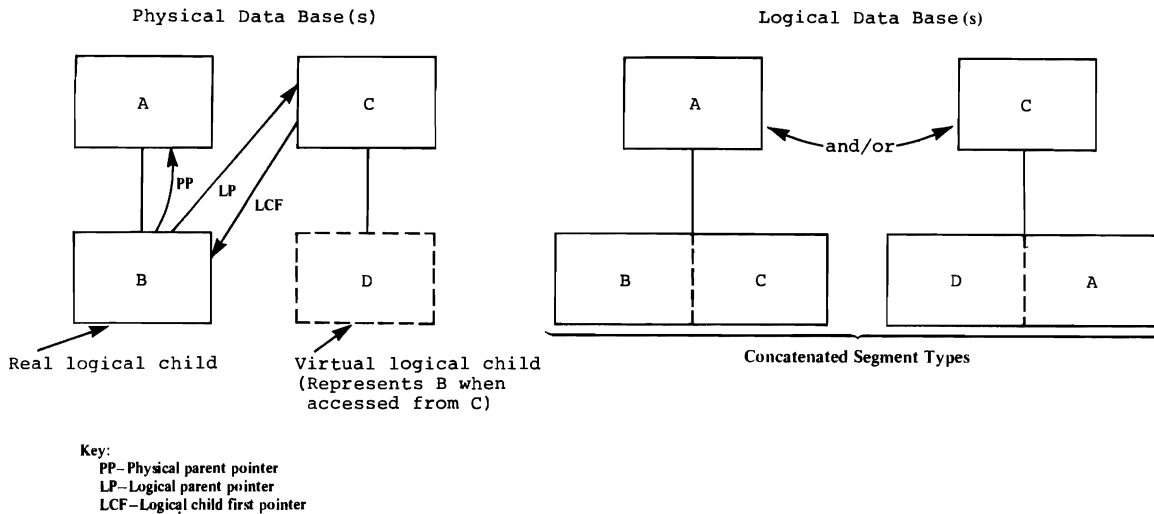 Physical Data Base(s)
Logical Data Base(s)
A
C
A
C
and/or
PP
LP
LCF
B
D
B
C
D
A
Real logical child
Virtual logical child
(Represents B when
accessed from C)
Concatenated Segment Types
Key:
PP–Physical parent pointer
LP–Logical parent pointer
LCF–Logical child first pointer